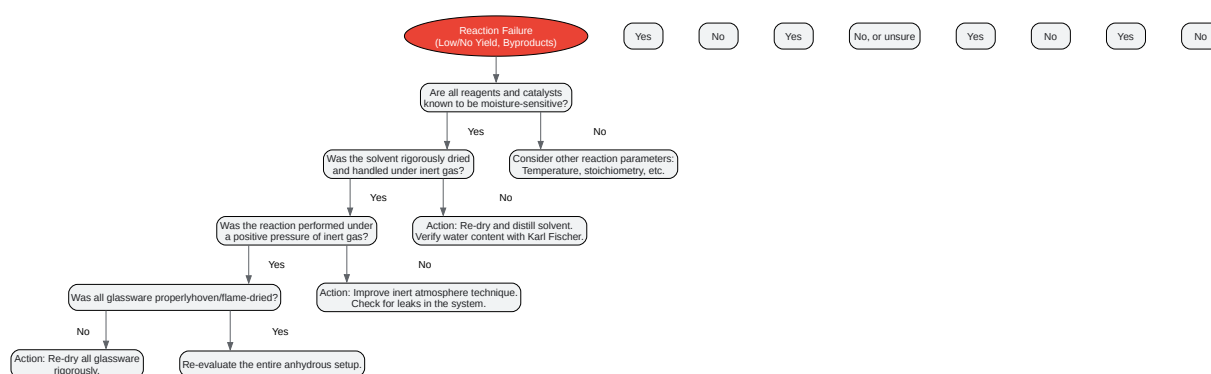 Reaction Failure
(Low/No Yield, Byproducts)
Yes
No
Yes
No, or unsure
Yes
No
Yes
No
Are all reagents and catalysts
known to be moisture-sensitive?
Yes
No
Was the solvent rigorously dried
and handled under inert gas?
Consider other reaction parameters:
Temperature, stoichiometry, etc.
Yes
No
Was the reaction performed under
a positive pressure of inert gas?
Action: Re-dry and distill solvent.
Verify water content with Karl Fischer.
Yes
No
Was all glassware properlyhoven/flame-dried?
Action: Improve inert atmosphere technique.
Check for leaks in the system.
No
Yes
Action: Re-dry all glassware
rigorously.
Re-evaluate the entire anhydrous setup.